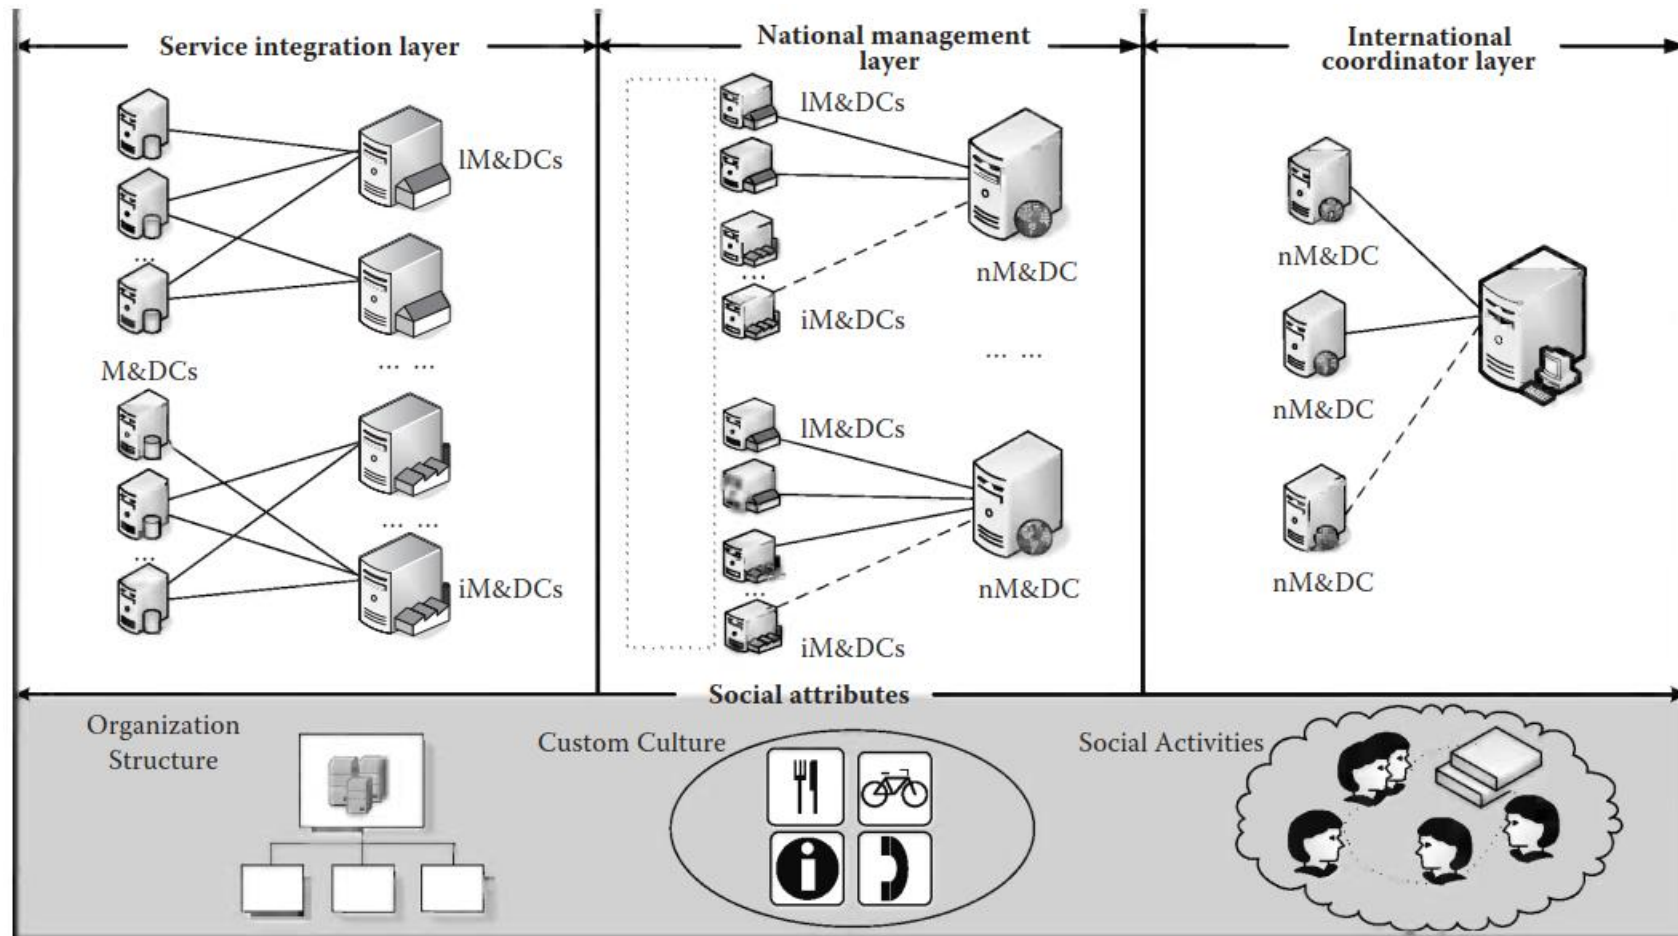 Service integration layer
National management
layer
International
coordinator layer
lM&DCs
...
M&DCs
... ...
...
... ...
iM&DCs
lM&DCs
...
iM&DCs
nM&DC
... ...
lM&DCs
...
iM&DCs
nM&DC
nM&DC
nM&DC
nM&DC
Social attributes
Organization
Structure
Custom Culture
i
Social Activities